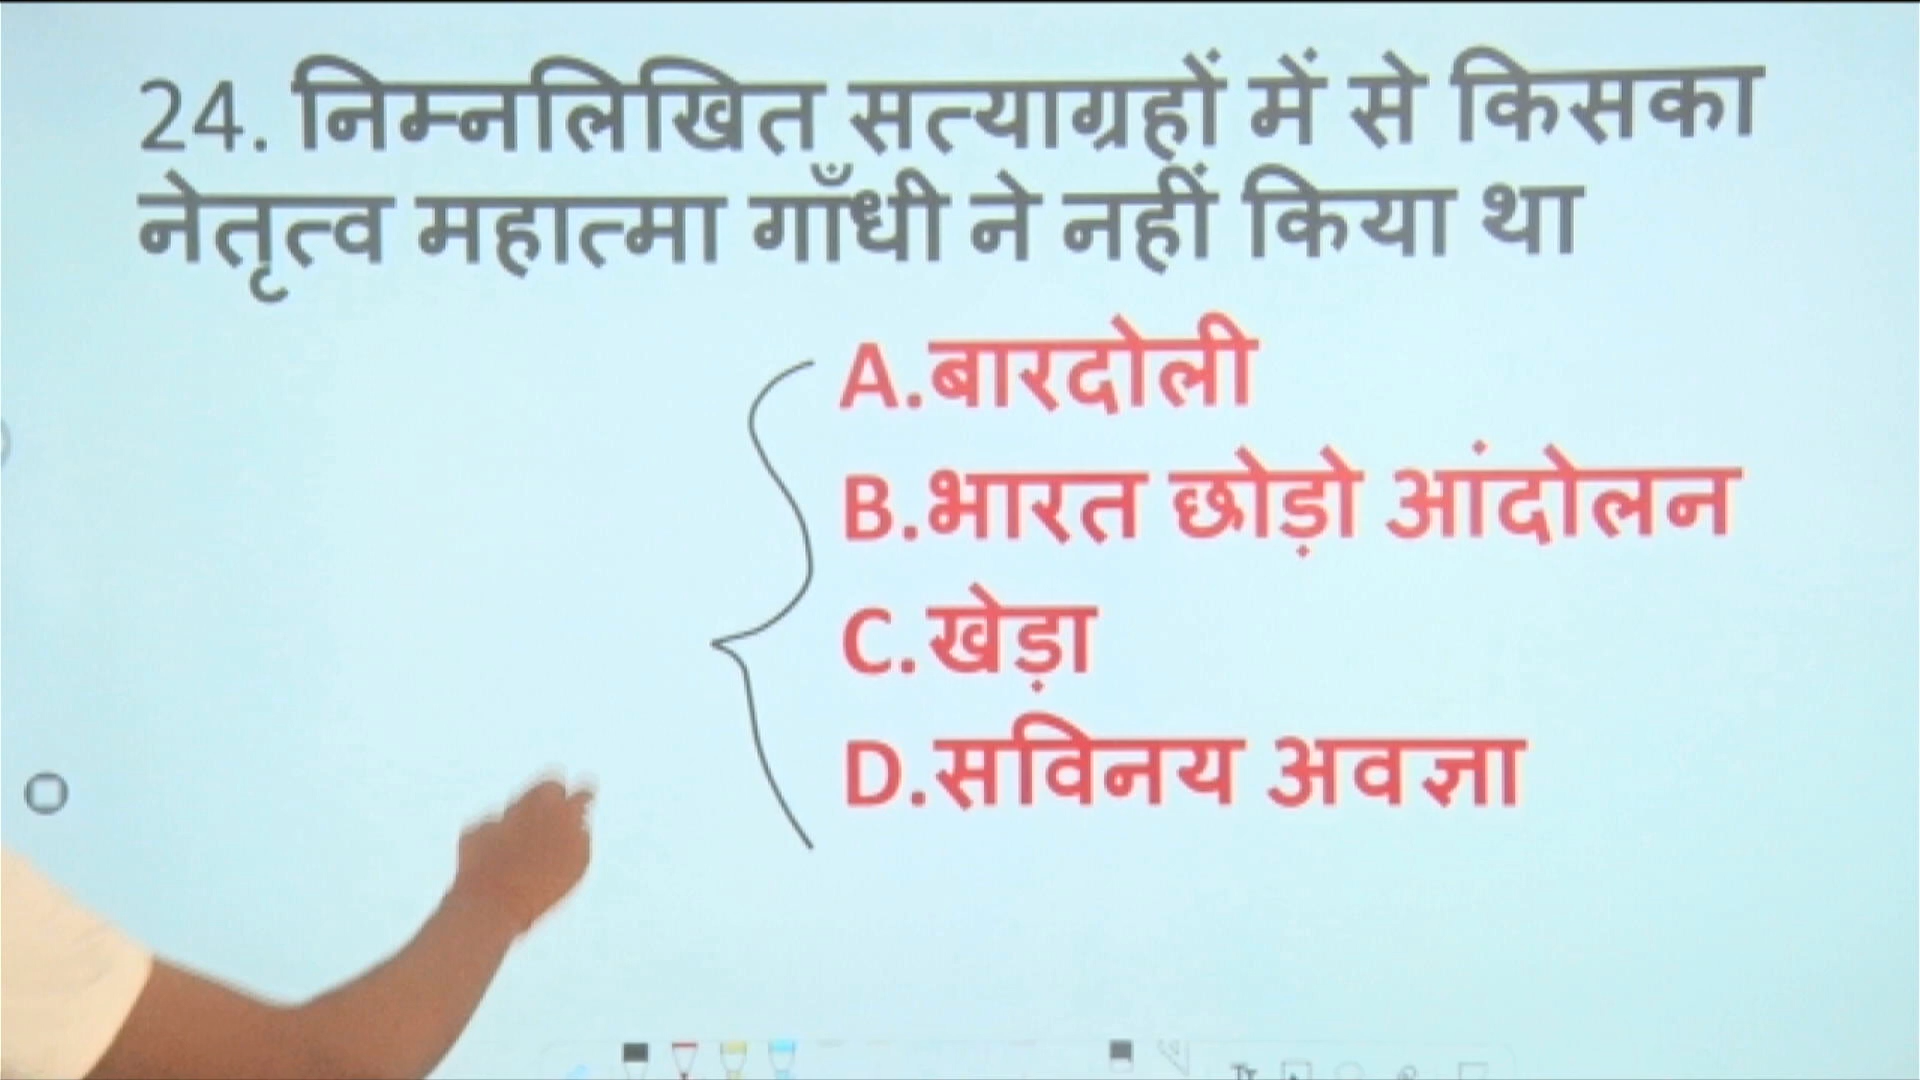 24. निम्नलिखित सत्याग्रहों में से किसका
नेतृत्व महात्मा गाँधी ने नहीं किया था
A.बारदोली
B.भारत छोड़ो आंदोलन
C.खेड़ा
D.सविनय अवज्ञा